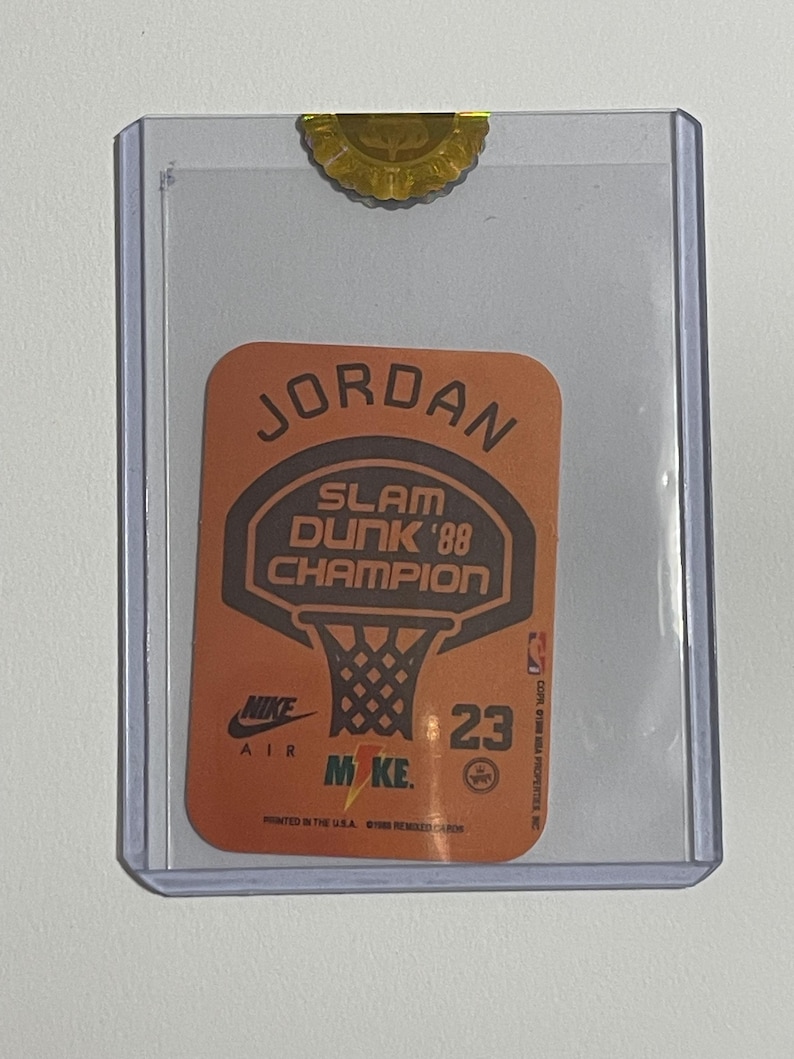 JORDAN
SLAM
DUNK '88
CHAMPION
NIKE
AIR
23
MIKE.
COPR. ©1988 NBA PROPERTIES, INC
PRINTED IN THE U.S.A. ©1988 REMIXED CARDS